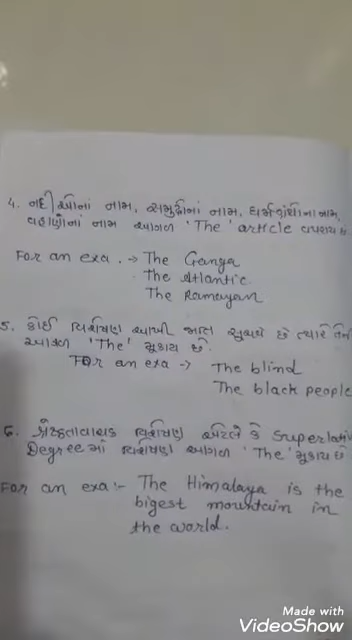 4. નદીઓનાં નામ, સમુદ્રોનાં નામ, ધર્મગ્રંથોના નામ,
વહાણોનાં નામ આગળ 'The' article વપરાય છે
For an exa. → The Ganga
The Atlantic
The Ramayan
5. કોઈ વિશેષણ આખી જાત સુચવે છે ત્યારે તેની
આગળ 'The' મૂકાય છે.
For an exa → The blind
The black people
૬. શ્રેષ્ઠતાવાચક વિશેષણ એટલે કે Superlative
Degree માં વિશેષણ આગળ 'The' મૂકાય છે
For an exa :- The Himalaya is the
bigest mountain in
the world.
Made with
VideoShow